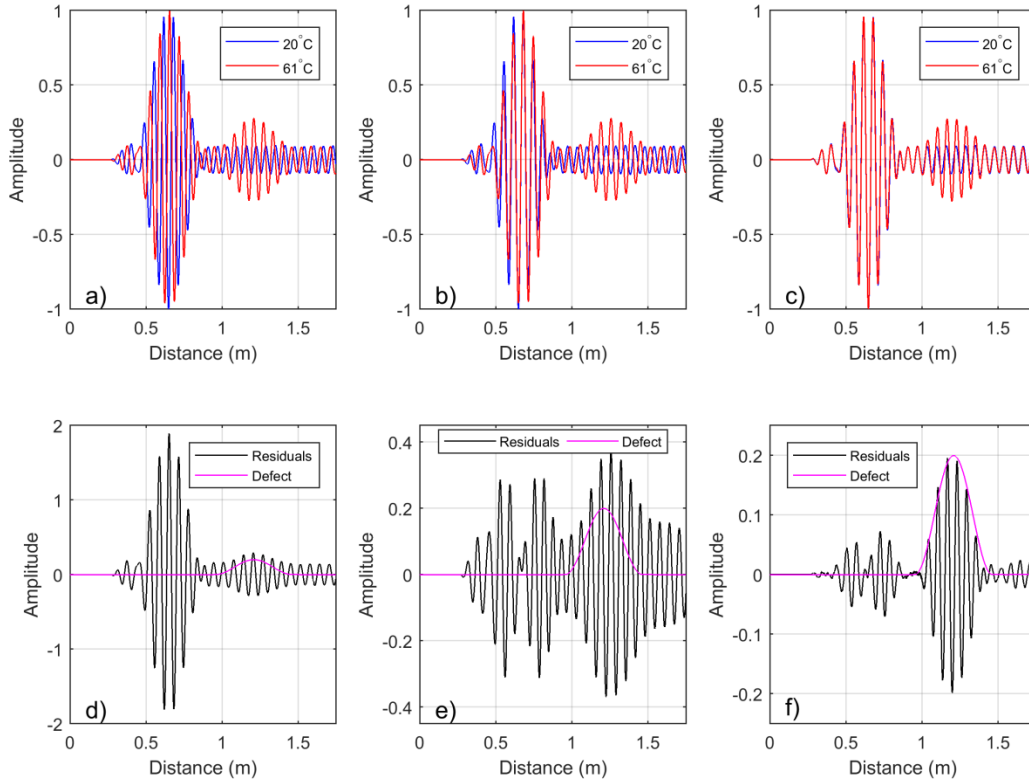 1
0.5
0
-0.5
-1
Amplitude
20°C
61°C
a)
0
0.5
1
1.5
Distance (m)
1
0.5
0
-0.5
-1
Amplitude
20°C
61°C
b)
0
0.5
1
1.5
Distance (m)
1
0.5
0
-0.5
-1
Amplitude
20°C
61°C
c)
0
0.5
1
1.5
Distance (m)
2
1
0
-1
-2
Amplitude
Residuals
Defect
d)
0
0.5
1
1.5
Distance (m)
0.4
0.2
0
-0.2
-0.4
Amplitude
Residuals Defect
e)
0
0.5
1
1.5
Distance (m)
0.2
0.1
0
-0.1
-0.2
Amplitude
Residuals
Defect
f)
0
0.5
1
1.5
Distance (m)